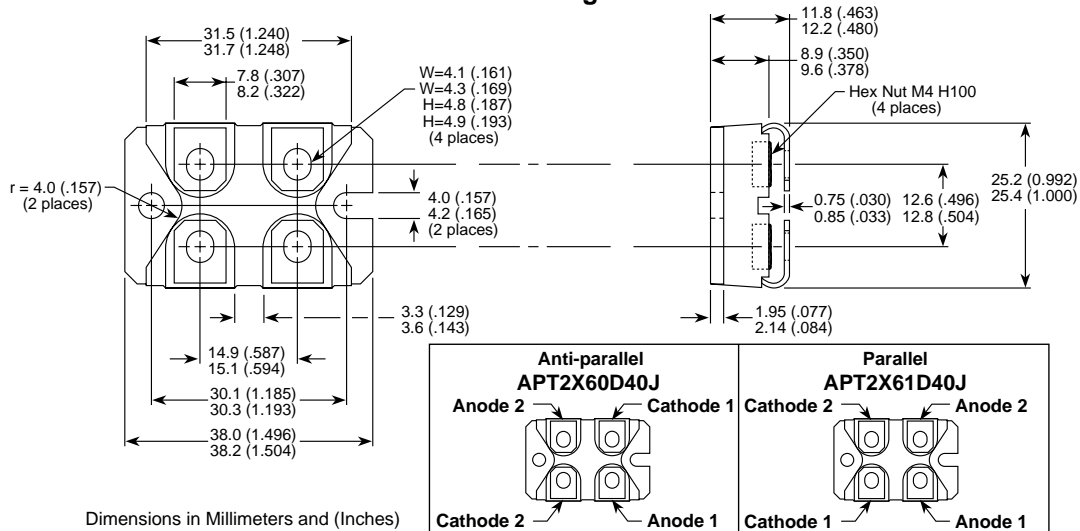 31.5 (1.240)
31.7 (1.248)
7.8 (.307)
8.2 (.322)
W=4.1 (.161)
W=4.3 (.169)
H=4.8 (.187)
H=4.9 (.193)
(4 places)
r = 4.0 (.157)
(2 places)
4.0 (.157)
4.2 (.165)
(2 places)
3.3 (.129)
3.6 (.143)
14.9 (.587)
15.1 (.594)
30.1 (1.185)
30.3 (1.193)
38.0 (1.496)
38.2 (1.504)
11.8 (.463)
12.2 (.480)
8.9 (.350)
9.6 (.378)
Hex Nut M4 H100
(4 places)
0.75 (.030)
0.85 (.033)
12.6 (.496)
12.8 (.504)
25.2 (0.992)
25.4 (1.000)
1.95 (.077)
2.14 (.084)
Anti-parallel
APT2X60D40J
Anode 2
Cathode 1
Cathode 2
Anode 1
Parallel
APT2X61D40J
Cathode 2
Anode 2
Cathode 1
Anode 1
Dimensions in Millimeters and (Inches)